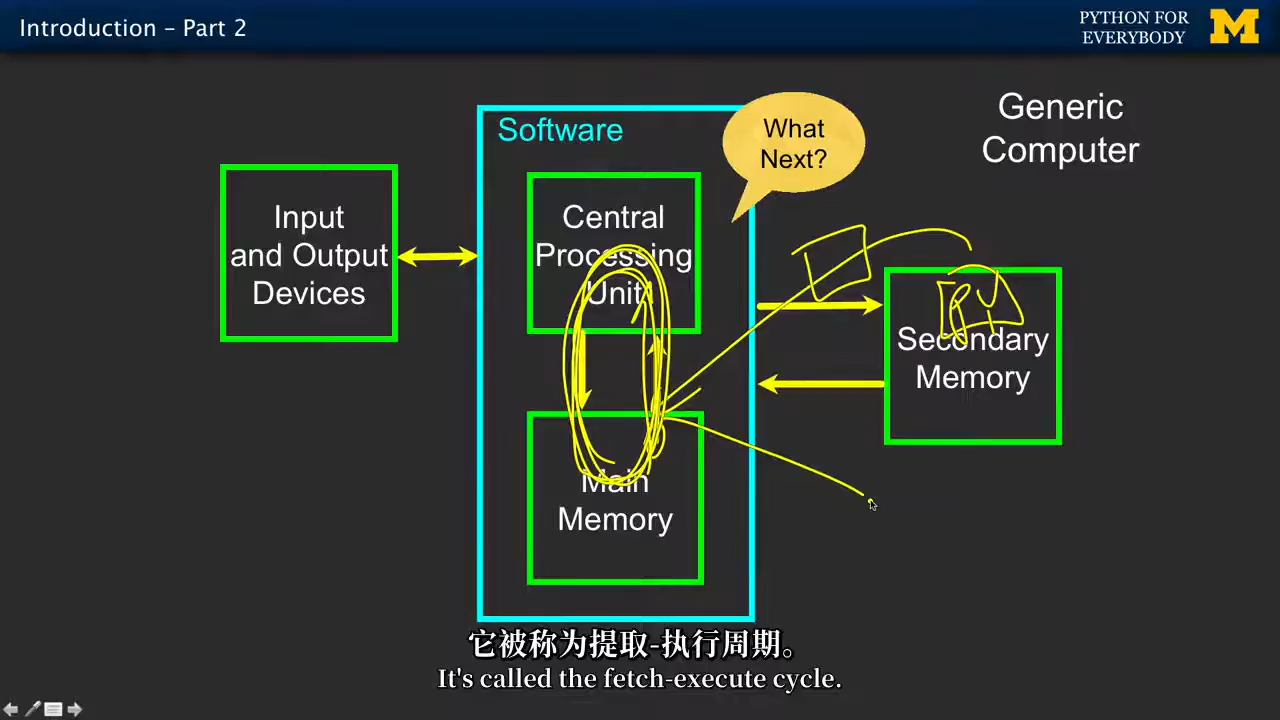 Introduction – Part 2
PYTHON FOR
EVERYBODY
M
Generic
Computer
Software
What
Next?
Input
and Output
Devices
Central
Processing
Unit
PY
Secondary
Memory
Main
Memory
它被称为提取-执行周期。
It's called the fetch-execute cycle.